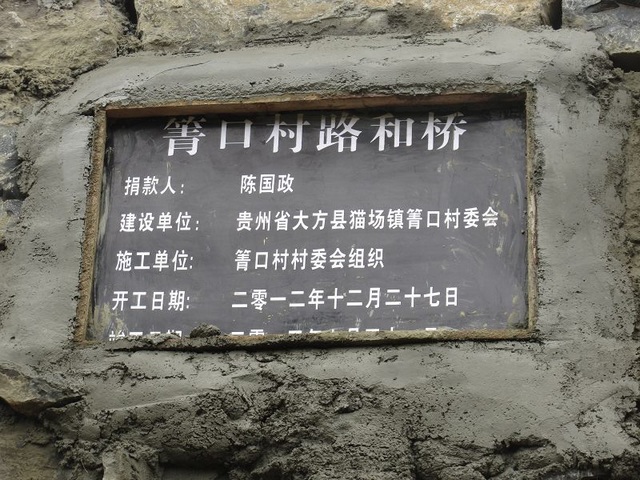 箐口村路和桥
捐款人： 陈国政
建设单位： 贵州省大方县猫场镇箐口村委会
施工单位: 箐口村村委会组织
开工日期: 二零一二年十二月二十七日